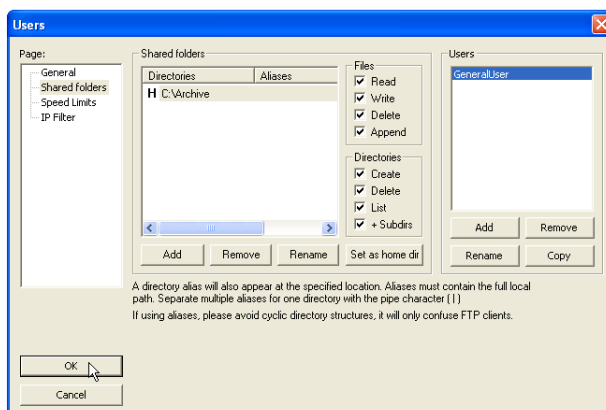 Users
Page:
General
Shared folders
Speed Limits
IP Filter
Shared folders
Directories Aliases
H C:\Archive
Files
Read
Write
Delete
Append
Directories
Create
Delete
List
+ Subdirs
Add Remove Rename Set as home dir
Users
GeneralUser
Add Remove
Rename Copy
A directory alias will also appear at the specified location. Aliases must contain the full local
path. Separate multiple aliases for one directory with the pipe character ( | )
If using aliases, please avoid cyclic directory structures, it will only confuse FTP clients.
OK
Cancel